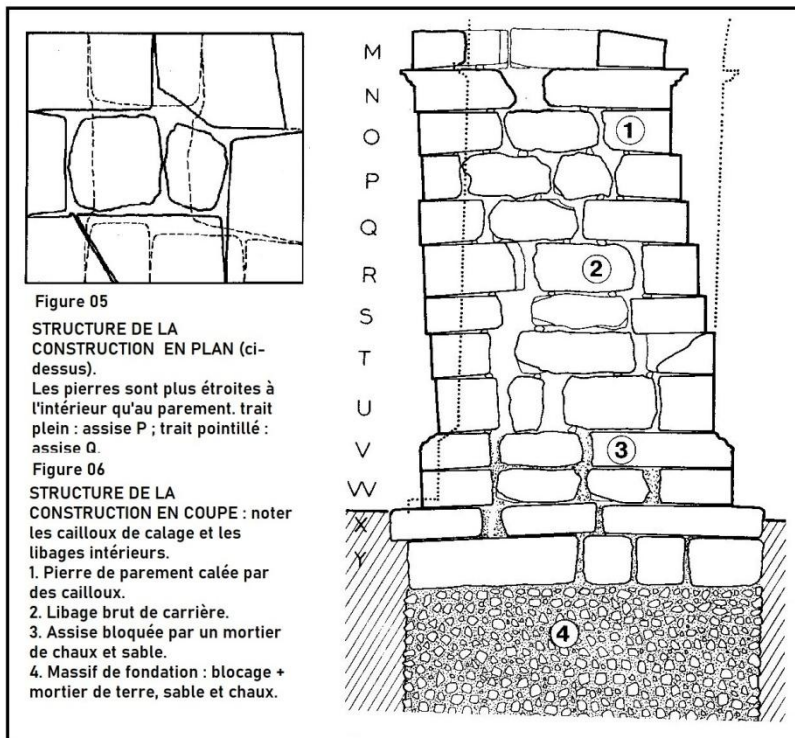 Figure 05
STRUCTURE DE LA
CONSTRUCTION EN PLAN (ci-
dessus).
Les pierres sont plus étroites à
l'intérieur qu'au parement. trait
plein : assise P ; trait pointillé :
assise Q.
Figure 06
STRUCTURE DE LA
CONSTRUCTION EN COUPE : noter
les cailloux de calage et les
libages intérieurs.
1. Pierre de parement calée par
des cailloux.
2. Libage brut de carrière.
3. Assise bloquée par un mortier
de chaux et sable.
4. Massif de fondation : blocage +
mortier de terre, sable et chaux.
M
N
O
P
Q
R
S
T
U
V
W
X
Y
1
2
3
4